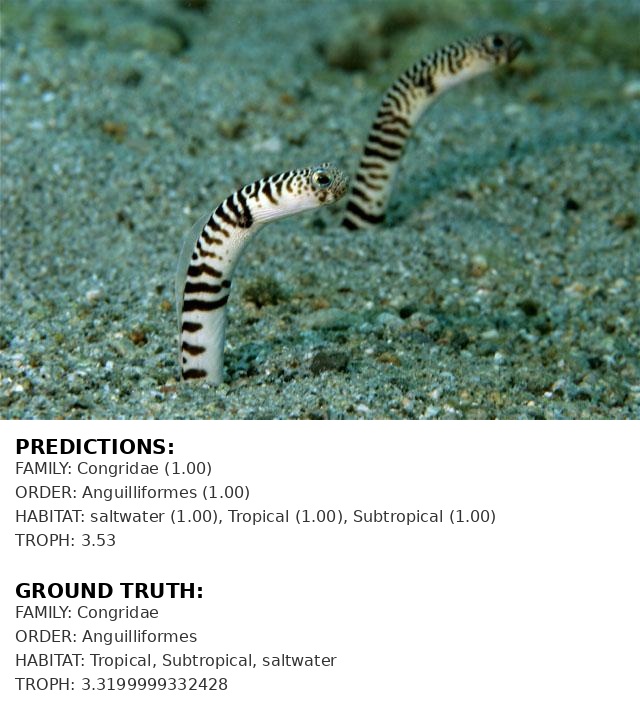 PREDICTIONS:
FAMILY: Congridae (1.00)
ORDER: Anguilliformes (1.00)
HABITAT: saltwater (1.00), Tropical (1.00), Subtropical (1.00)
TROPH: 3.53
GROUND TRUTH:
FAMILY: Congridae
ORDER: Anguilliformes
HABITAT: Tropical, Subtropical, saltwater
TROPH: 3.3199999332428